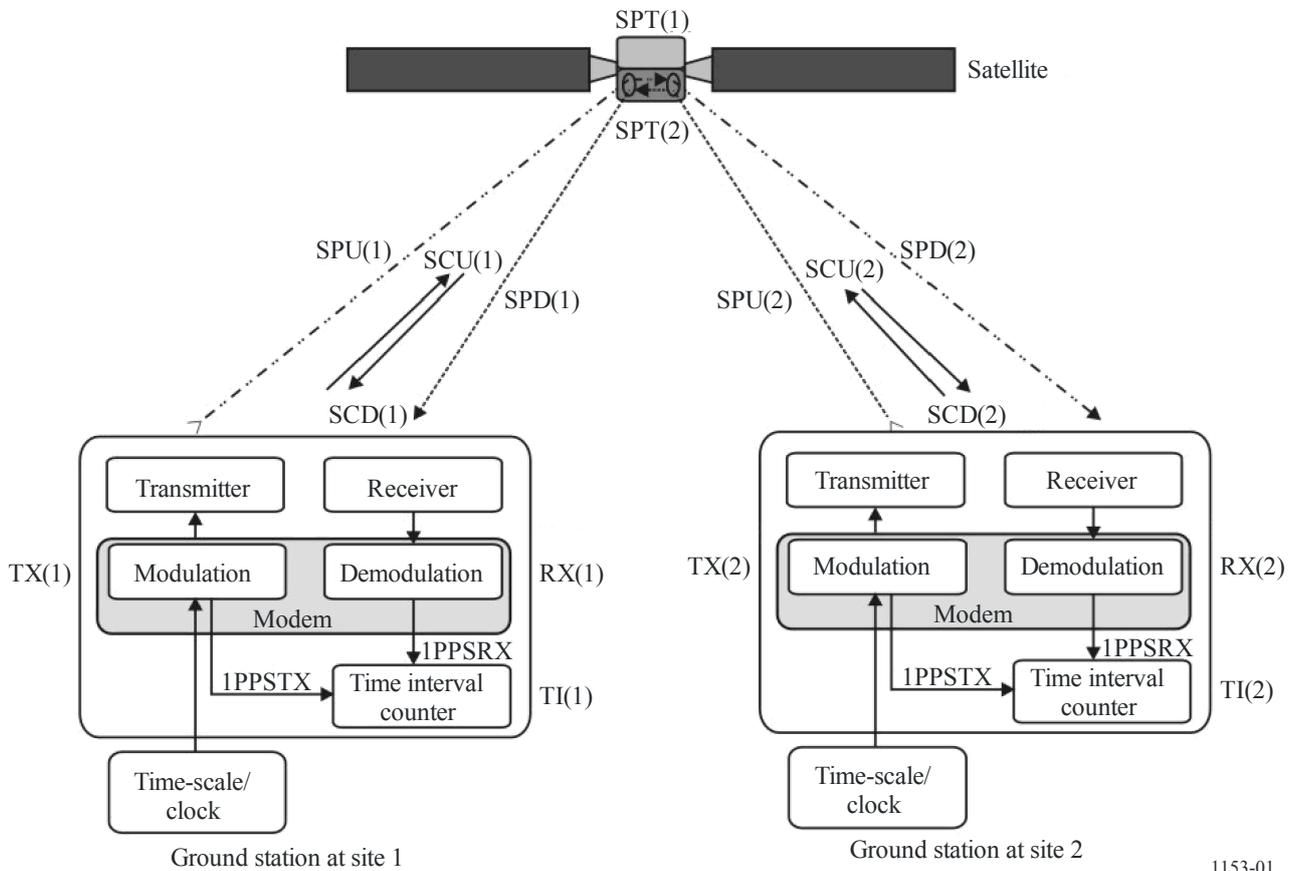 SPT(1)
Satellite
SPT(2)
SPU(1)
SCU(1)
SPD(1)
SCD(1)
SPU(2)
SCU(2)
SPD(2)
SCD(2)
Transmitter
Receiver
TX(1)
Modulation
Demodulation
RX(1)
Modem
1PPSRX
1PPSTX
Time interval
counter
TI(1)
Time-scale/
clock
Ground station at site 1
Transmitter
Receiver
TX(2)
Modulation
Demodulation
RX(2)
Modem
1PPSRX
1PPSTX
Time interval
counter
TI(2)
Time-scale/
clock
Ground station at site 2
1153-01